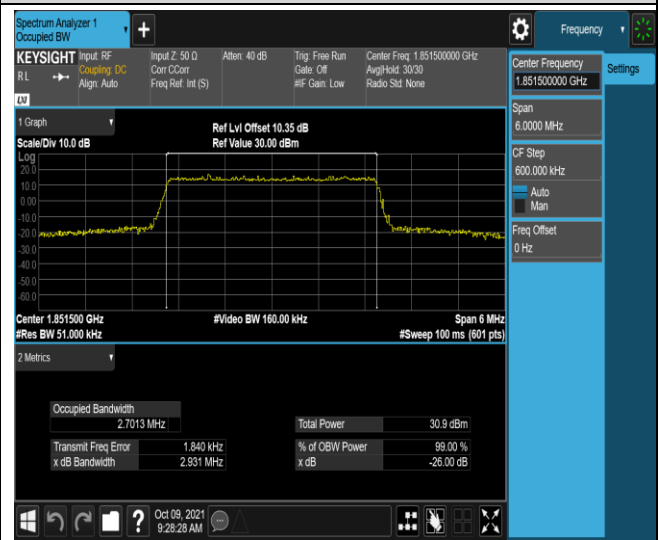 Spectrum Analyzer 1
Occupied BW
Frequency
KEYSIGHT
Input: RF
Coupling: DC
Align: Auto
Input Z: 50 Ω
Corr CCorr
Freq Ref: Int (S)
Atten: 40 dB
Trig: Free Run
Gate: Off
#IF Gain: Low
Center Freq: 1.851500000 GHz
Avg|Hold: 30/30
Radio Std: None
R L
LXI
Center Frequency
1.851500000 GHz
Settings
Span
6.0000 MHz
CF Step
600.000 kHz
Auto
Man
Freq Offset
0 Hz
1 Graph
Scale/Div 10.0 dB
Ref Lvl Offset 10.35 dB
Ref Value 30.00 dBm
Log
20.0
10.0
0.00
-10.0
-20.0
-30.0
-40.0
-50.0
-60.0
Center 1.851500 GHz
#Video BW 160.00 kHz
Span 6 MHz
#Res BW 51.000 kHz
#Sweep 100 ms (601 pts)
2 Metrics
Occupied Bandwidth
2.7013 MHz
Total Power 30.9 dBm
Transmit Freq Error 1.840 kHz
% of OBW Power 99.00 %
x dB Bandwidth 2.931 MHz
x dB -26.00 dB
Oct 09, 2021
9:28:28 AM